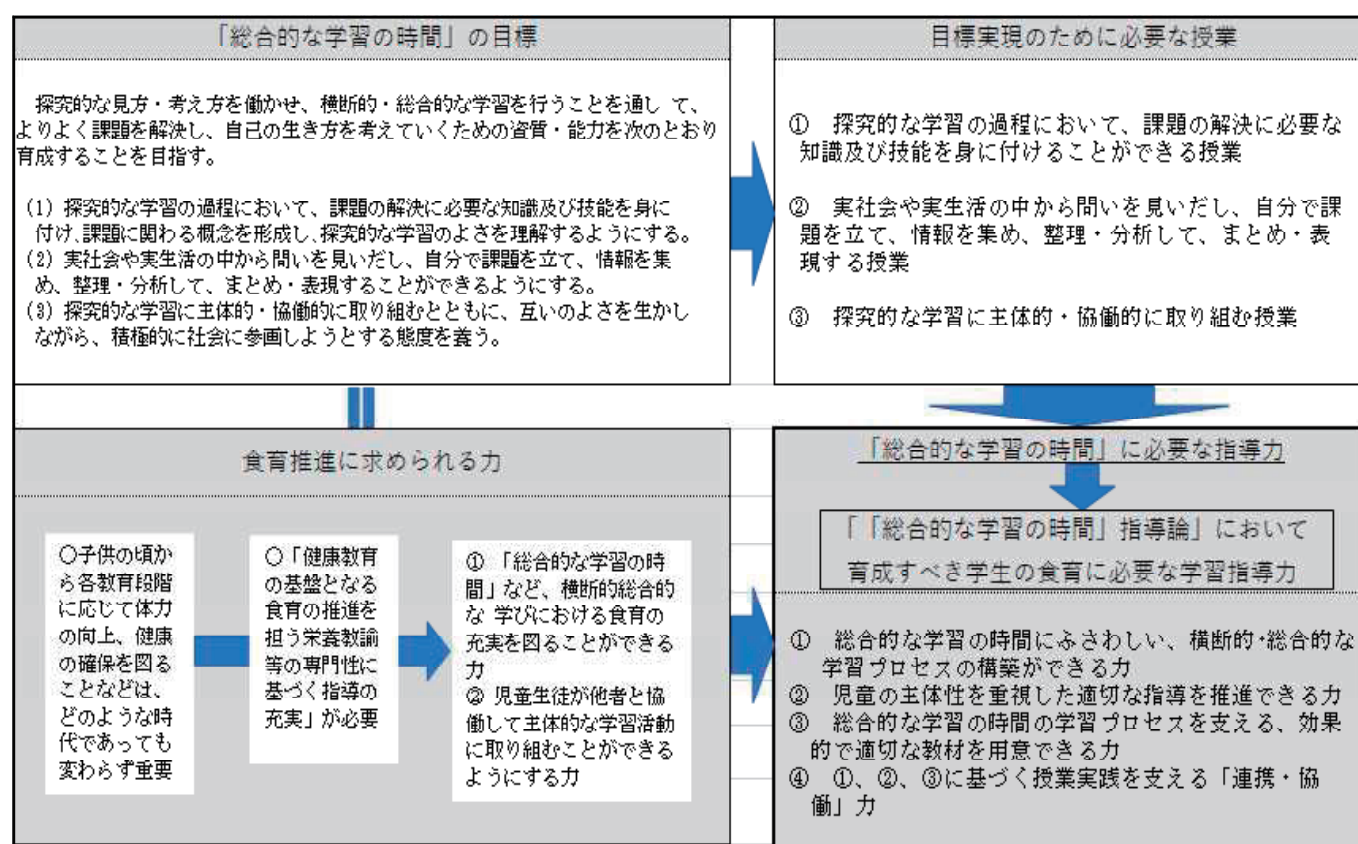 「総合的な学習の時間」の目標
探究的な見方・考え方を働かせ、横断的・総合的な学習を行うことを通し て、
よりよく課題を解決し、自己の生き方を考えていくための資質・能力を次のとおり
育成することを目指す。
(1) 探究的な学習の過程において、課題の解決に必要な知識及び技能を身に
付け、課題に関わる概念を形成し、探究的な学習のよさを理解するようにする。
(2) 実社会や実生活の中から問いを見いだし、自分で課題を立て、情報を集
め、整理・分析して、まとめ・表現することができるようにする。
(3) 探究的な学習に主体的・協働的に取り組むとともに、互いのよさを生かし
ながら、積極的に社会に参画しようとする態度を養う。
目標実現のために必要な授業
① 探究的な学習の過程において、課題の解決に必要な
知識及び技能を身に付けることができる授業
② 実社会や実生活の中から問いを見いだし、自分で課
題を立て、情報を集め、整理・分析して、まとめ・表
現する授業
③ 探究的な学習に主体的・協働的に取り組む授業
食育推進に求められる力
〇子供の頃か
ら各教育段階
に応じて体力
の向上、健康
の確保を図る
ことなどは、
どのような時
代であっても
変わらず重要
〇「健康教育
の基盤となる
食育の推進を
担う栄養教諭
等の専門性に
基づく指導の
充実」が必要
① 「総合的な学習の時
間」など、横断的総合的
な 学びにおける食育の
充実を図ることができる
力
② 児童生徒が他者と協
働して主体的な学習活動
に取り組むことができる
ようにする力
「総合的な学習の時間」に必要な指導力
「「総合的な学習の時間」指導論」において
育成すべき学生の食育に必要な学習指導力
① 総合的な学習の時間にふさわしい、横断的・総合的な
学習プロセスの構築ができる力
② 児童の主体性を重視した適切な指導を推進できる力
③ 総合的な学習の時間の学習プロセスを支える、効果
的で適切な教材を用意できる力
④ ①、②、③に基づく授業実践を支える「連携・協
働」力